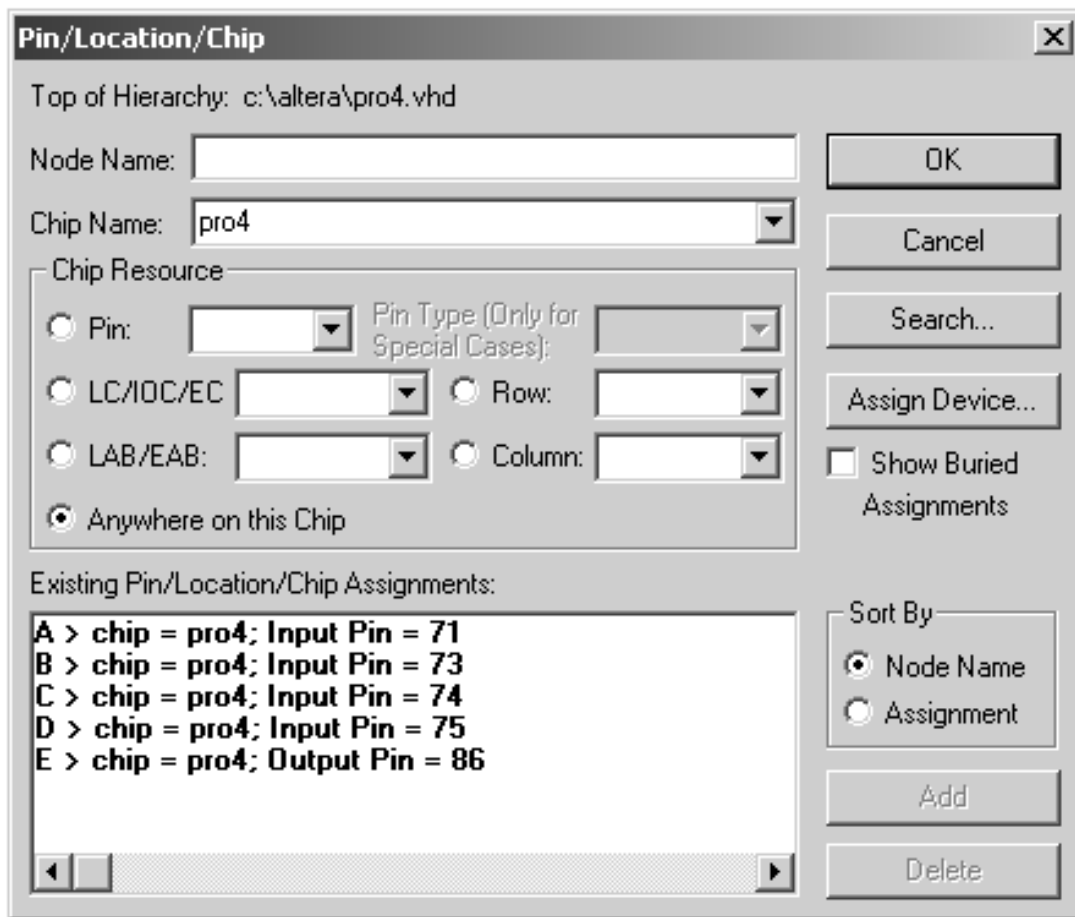 Pin/Location/Chip
Top of Hierarchy: c:\altera\pro4.vhd
Node Name:
OK
Chip Name: pro4
Cancel
Chip Resource
Pin:
Pin Type (Only for
Special Cases):
Search...
LC/IOC/EC
Row:
Assign Device...
LAB/EAB:
Column:
Show Buried
Assignments
Anywhere on this Chip
Existing Pin/Location/Chip Assignments:
A > chip = pro4; Input Pin = 71
B > chip = pro4; Input Pin = 73
C > chip = pro4; Input Pin = 74
D > chip = pro4; Input Pin = 75
E > chip = pro4; Output Pin = 86
Sort By
Node Name
Assignment
Add
Delete